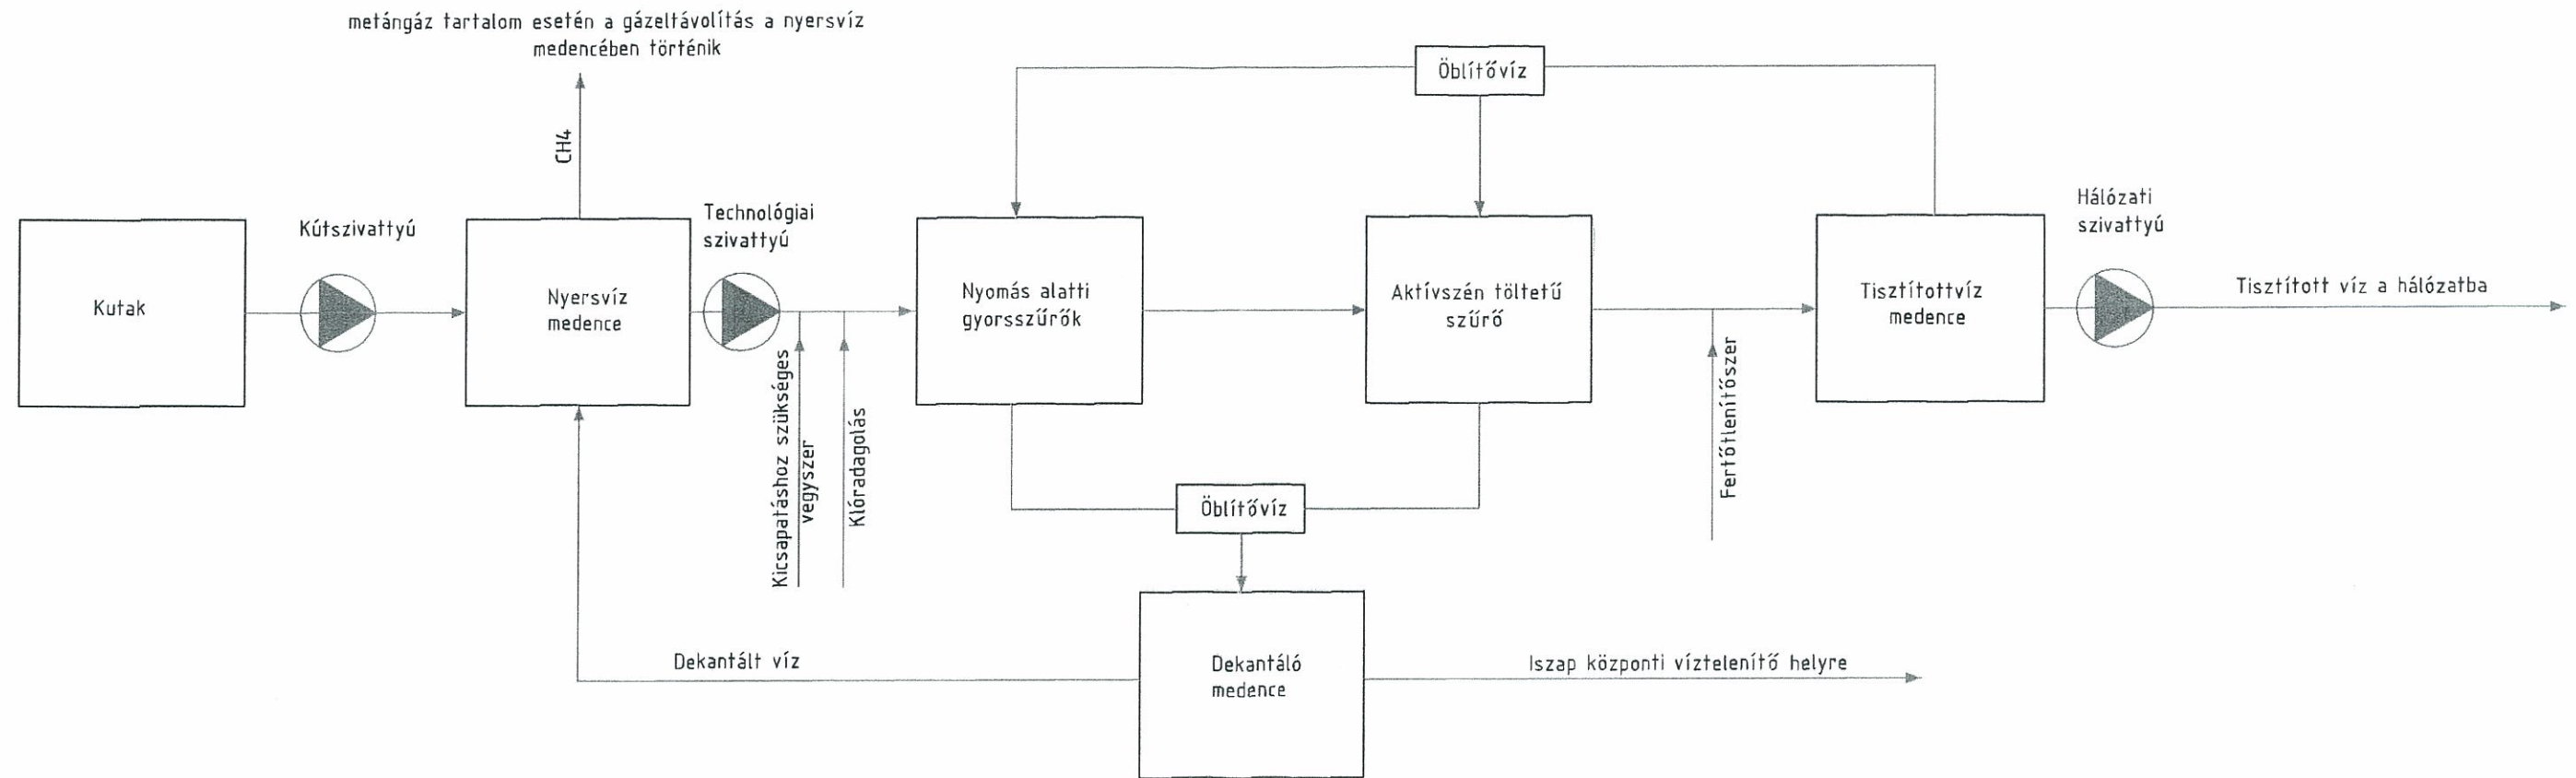 metángáz tartalom esetén a gázeltávolítás a nyersvíz
medencében történik
CH4
Öblítővíz
Kutak
Kútszivattyú
Nyersvíz
medence
Technológiai
szivattyú
Kicsapatáshoz szükséges
vegyszer
Klóradagolás
Nyomás alatti
gyorsszűrők
Aktívszén töltetű
szűrő
Fertőtlenítőszer
Tisztítottvíz
medence
Hálózati
szivattyú
Tisztított víz a hálózatba
Öblítővíz
Dekantált víz
Dekantáló
medence
Iszap központi víztelenítő helyre